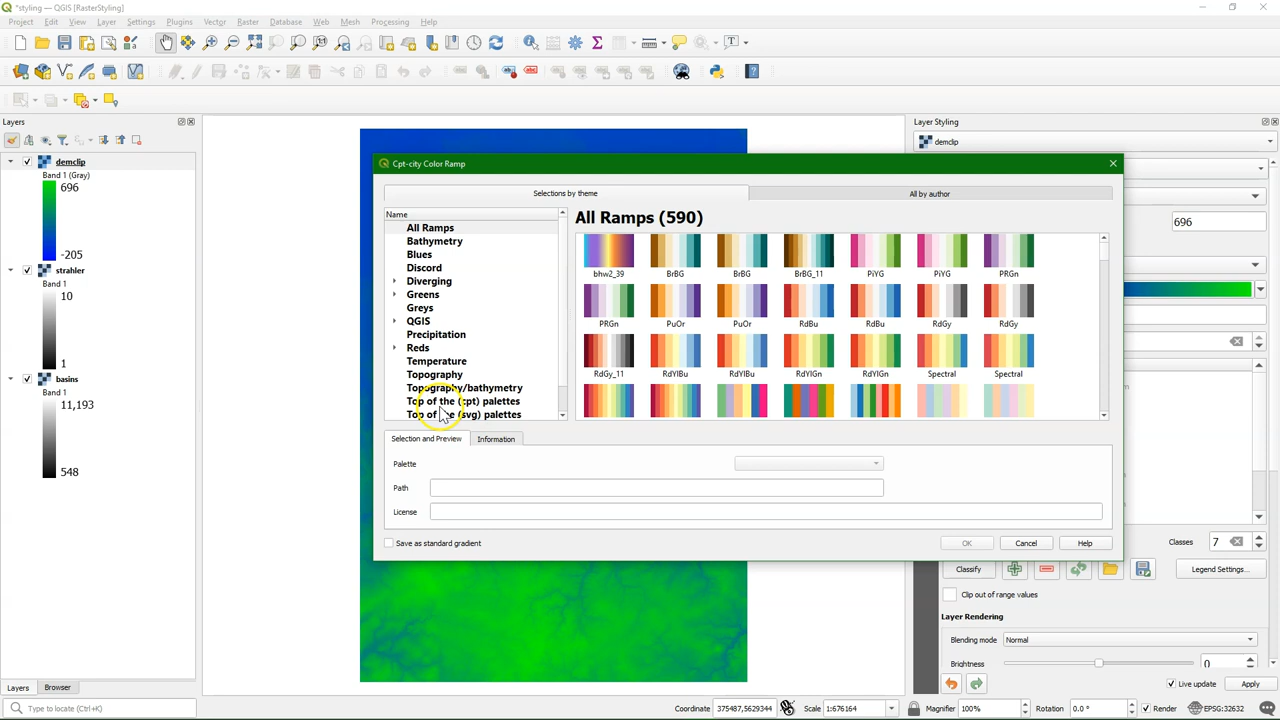 *styling — QGIS [RasterStyling]
Project Edit View Layer Settings Plugins Vector Raster Database Web Mesh Processing Help
Layers
demclip
Band 1 (Gray)
696
-205
strahler
Band 1
10
1
basins
Band 1
11,193
548
Layers Browser
Type to locate (Ctrl+K)
Cpt-city Color Ramp
Selections by theme
All by author
Name
All Ramps
Bathymetry
Blues
Discord
Diverging
Greens
Greys
QGIS
Precipitation
Reds
Temperature
Topography
Topography/bathymetry
Top of the (cpt) palettes
Top of the (svg) palettes
All Ramps (590)
bhw2_39 BrBG BrBG BrBG_11 PiYG PiYG PRGn
PRGn PuOr PuOr RdBu RdBu RdGy RdGy
RdGy_11 RdYlBu RdYlBu RdYlGn RdYlGn Spectral Spectral
Selection and Preview Information
Palette
Path
License
Save as standard gradient
OK Cancel Help
Layer Styling
demclip
696
Classes 7
Classify Legend Settings...
Clip out of range values
Layer Rendering
Blending mode Normal
Brightness 0
Live update Apply
Coordinate 375487,5629344 Scale 1:676164 Magnifier 100% Rotation 0.0 ° Render EPSG:32632